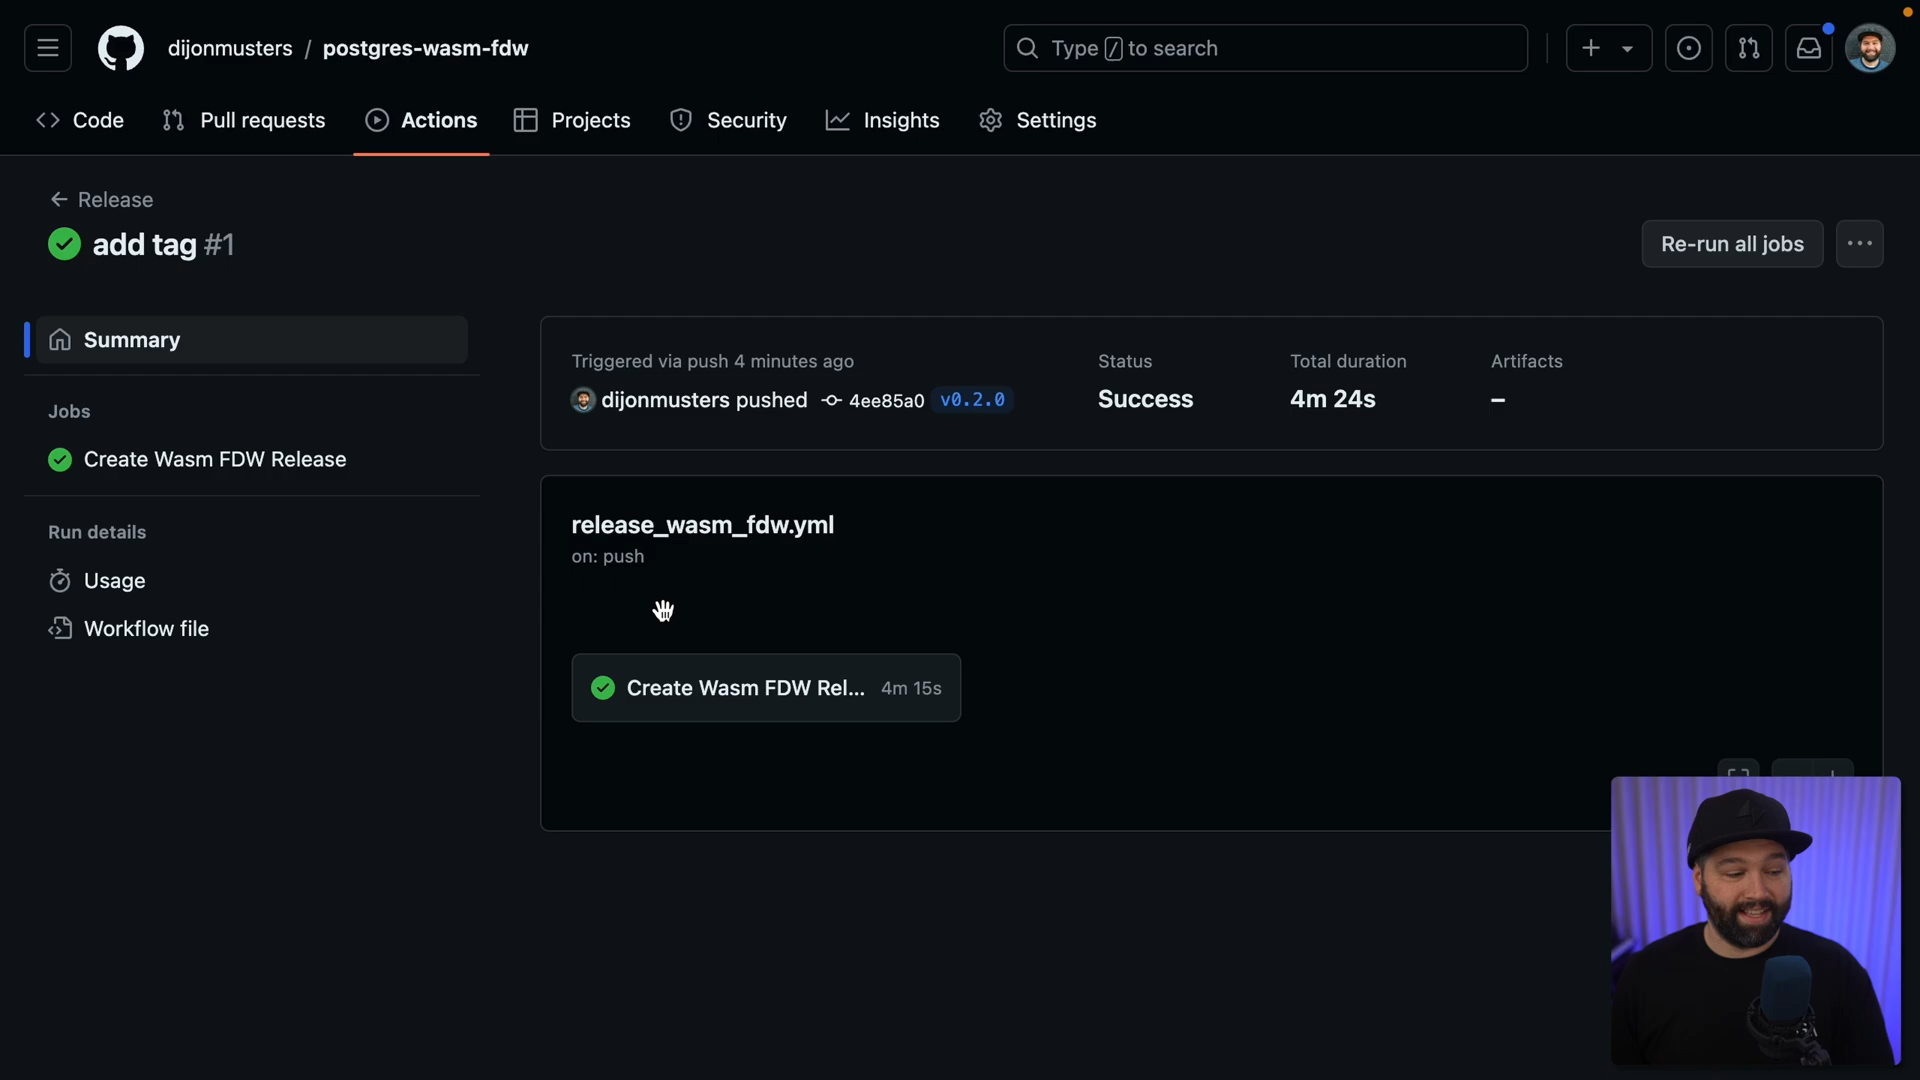 dijonmusters / postgres-wasm-fdw
Type / to search
Code
Pull requests
Actions
Projects
Security
Insights
Settings
Release
add tag #1
Re-run all jobs
Summary
Jobs
Create Wasm FDW Release
Run details
Usage
Workflow file
Triggered via push 4 minutes ago
dijonmusters pushed 4ee85a0 v0.2.0
Status
Success
Total duration
4m 24s
Artifacts
–
release_wasm_fdw.yml
on: push
Create Wasm FDW Rel... 4m 15s